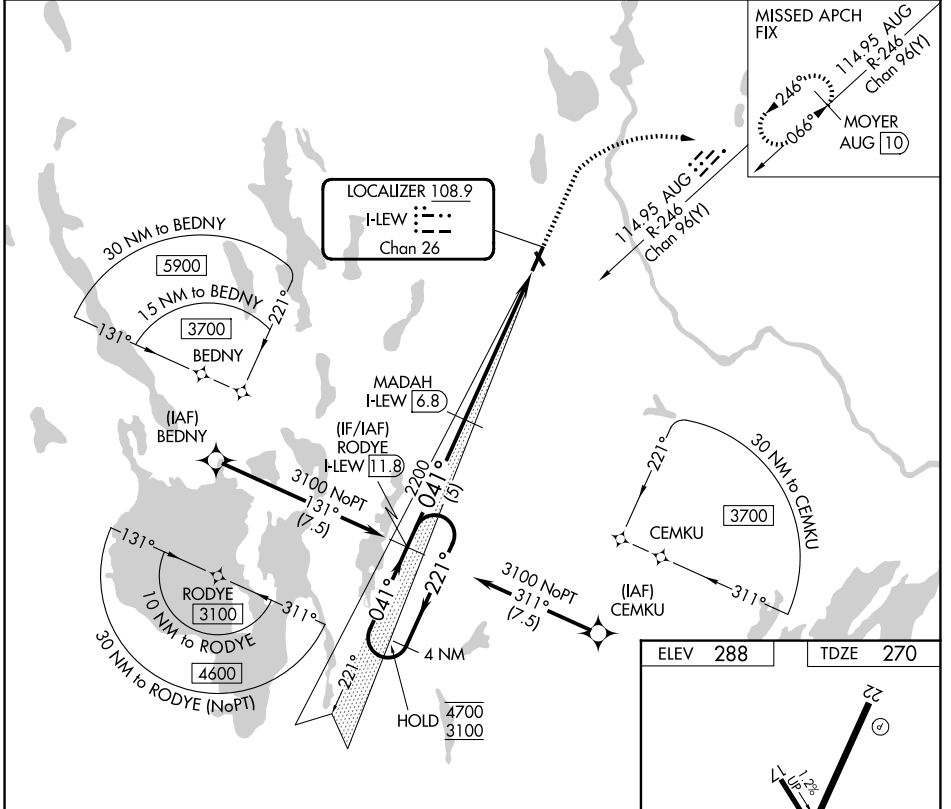 MISSED APCH
FIX
114.95 AUG
R-246
Chan 96(Y)
246°
066°
MOYER
AUG 10
LOCALIZER 108.9
I-LEW
Chan 26
114.95 AUG
R-246
Chan 96(Y)
30 NM to BEDNY
5900
15 NM to BEDNY
3700
131°
221°
BEDNY
(IAF)
BEDNY
MADAH
I-LEW 6.8
(IF/IAF)
RODYE
I-LEW 11.8
3100 NoPT
131°
(7.5)
2200
041°
(5)
30 NM to CEMKU
3700
221°
CEMKU
311°
131°
RODYE
3100
311°
10 NM to RODYE
4600
30 NM to RODYE (NoPT)
041°
221°
3100 NoPT
311°
(7.5)
(IAF)
CEMKU
4 NM
221°
HOLD 4700
3100
ELEV 288
TDZE 270
22
P
17
1.2%
UP